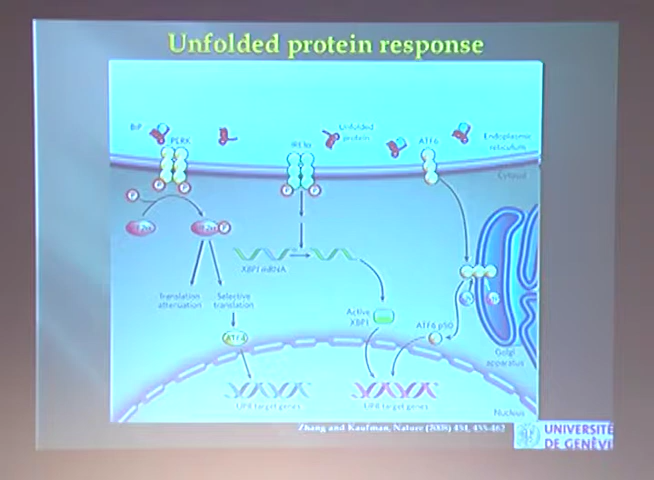 Unfolded protein response
BiP
PERK
IRE1α
Unfolded
protein
ATF6
Endoplasmic
reticulum
Cytosol
P
P
P
P
P
eIF2α
eIF2α
P
XBP1 mRNA
Translation
attenuation
Selective
translation
ATF4
Active
XBP1
ATF6 p50
Golgi
apparatus
UPR target genes
UPR target genes
Nucleus
Zhang and Kaufman, Nature (2008) 454, 455-462
UNIVERSITÉ
DE GENÈVE